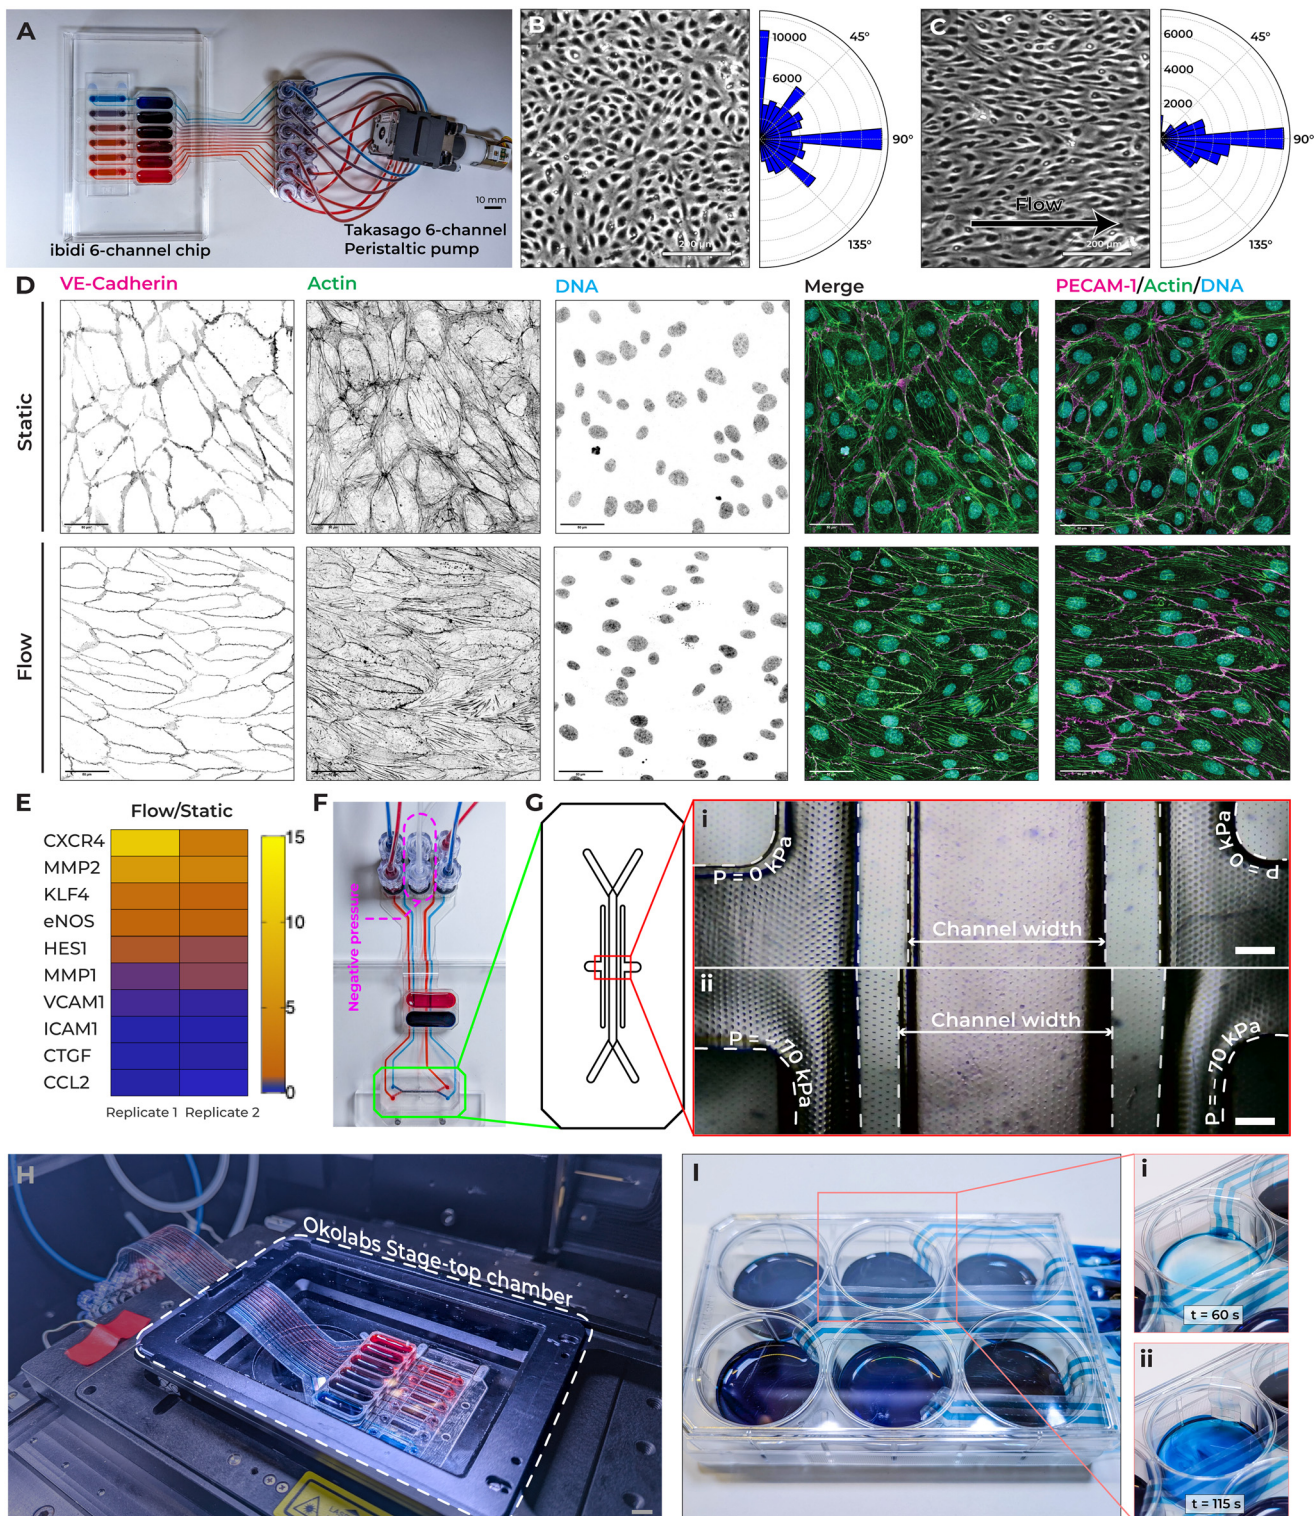 A
ibidi 6-channel chip
Takasago 6-channel
Peristaltic pump
10 mm
B
200 µm
10000
6000
45°
90°
135°
C
Flow
200 µm
6000
4000
2000
45°
90°
135°
D
VE-Cadherin
Actin
DNA
Merge
PECAM-1/Actin/DNA
Static
Flow
E
Flow/Static
CXCR4
MMP2
KLF4
eNOS
HES1
MMP1
VCAM1
ICAM1
CTGF
CCL2
15
10
5
0
Replicate 1
Replicate 2
F
Negative pressure
G
i
P = 0 kPa
P = 0 kPa
Channel width
ii
P = - 70 kPa
P = - 70 kPa
Channel width
H
Okolabs Stage-top chamber
I
i
t = 60 s
ii
t = 115 s